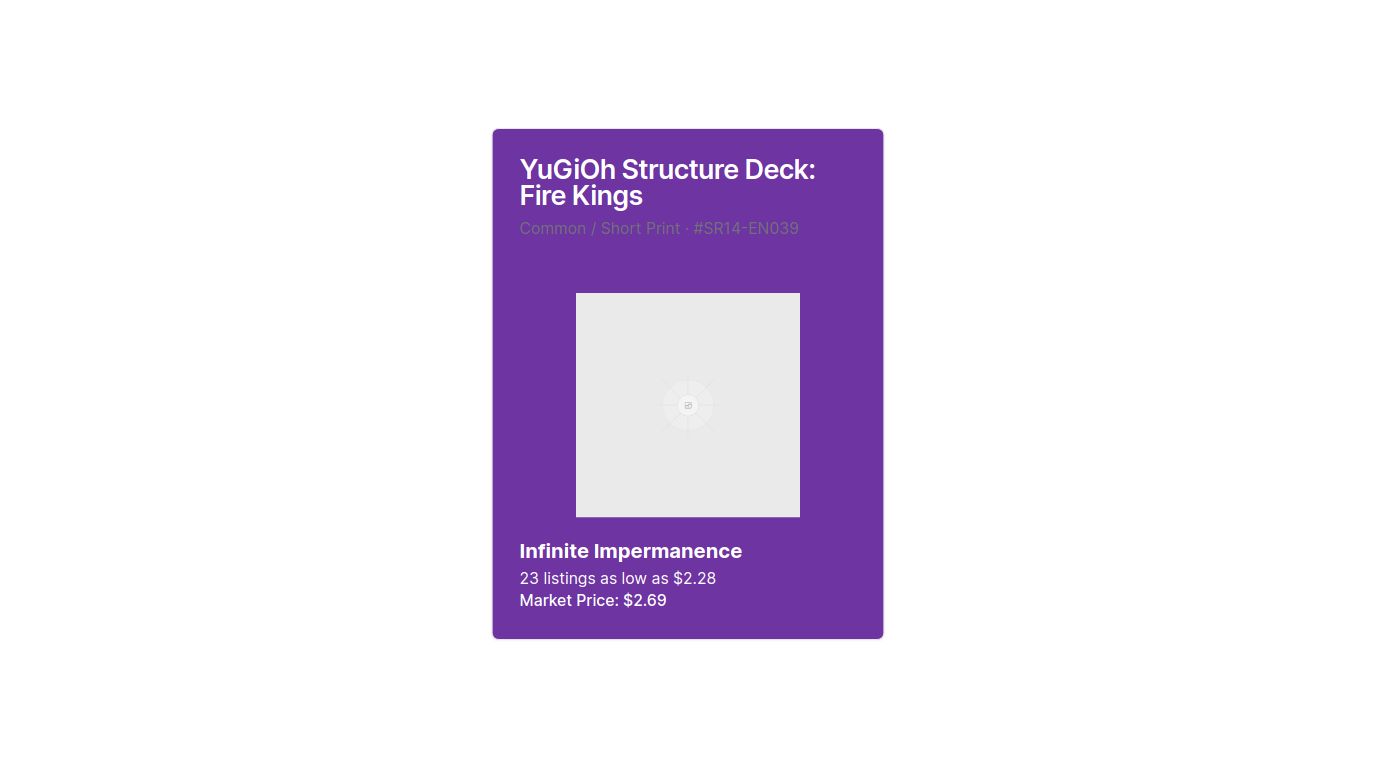 YuGiOh Structure Deck:
Fire Kings
Common / Short Print · #SR14-EN039
Infinite Impermanence
23 listings as low as $2.28
Market Price: $2.69